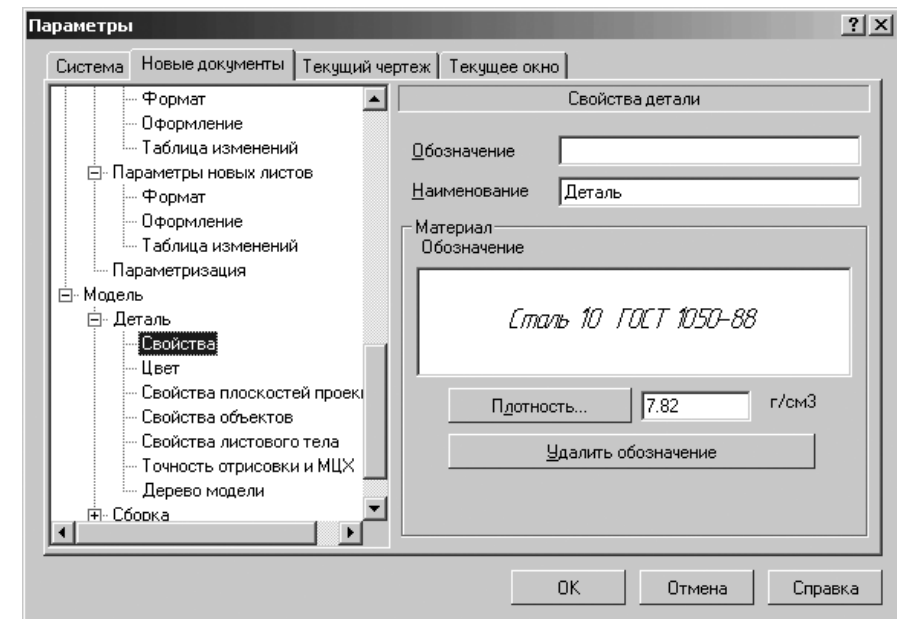 Параметры
Система Новые документы Текущий чертеж Текущее окно
Формат
Оформление
Таблица изменений
Параметры новых листов
Формат
Оформление
Таблица изменений
Параметризация
Модель
Деталь
Свойства
Цвет
Свойства плоскостей проек
Свойства объектов
Свойства листового тела
Точность отрисовки и МЦХ
Дерево модели
Сборка
Свойства детали
Обозначение
Наименование Деталь
Материал
Обозначение
Сталь 10 ГОСТ 1050-88
Плотность... 7.82 г/см3
Удалить обозначение
OK Отмена Справка